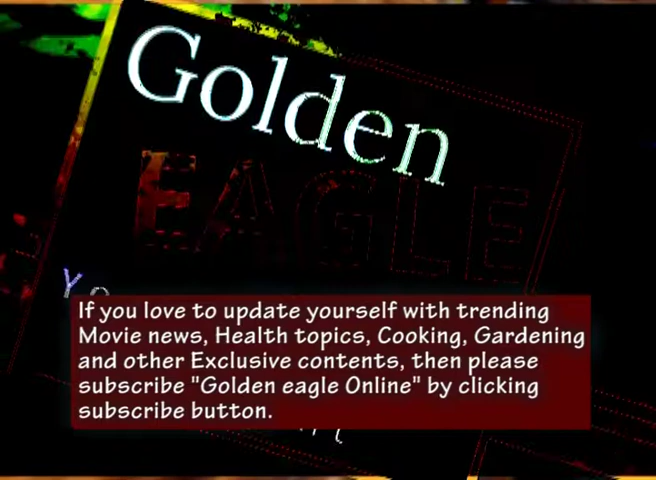 Golden
EAGLE
If you love to update yourself with trending
Movie news, Health topics, Cooking, Gardening
and other Exclusive contents, then please
subscribe "Golden eagle Online" by clicking
subscribe button.